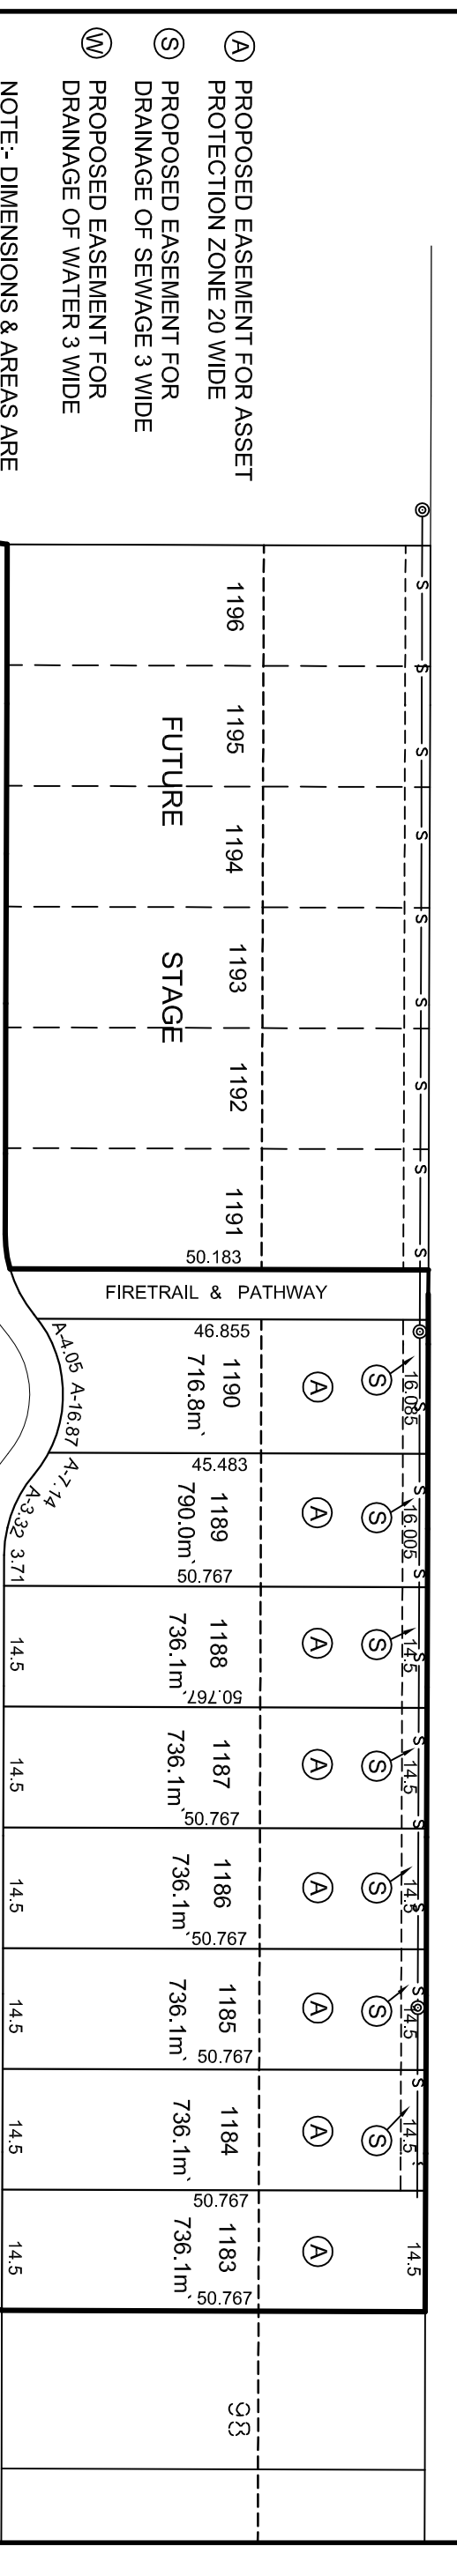 Ⓐ PROPOSED EASEMENT FOR ASSET
PROTECTION ZONE 20 WIDE
Ⓢ PROPOSED EASEMENT FOR
DRAINAGE OF SEWAGE 3 WIDE
Ⓦ PROPOSED EASEMENT FOR
DRAINAGE OF WATER 3 WIDE
NOTE:- DIMENSIONS & AREAS ARE
S S S S S S S S S S S S S S S S S S S
1196
1195
1194
1193
1192
1191
FUTURE STAGE
50.183
FIRETRAIL & PATHWAY
46.855
1190
716.8m
16.085
Ⓢ
Ⓐ
A-4.05
A-16.87
45.483
1189
790.0m
16.005
Ⓢ
Ⓐ
A-7.14
A-3.32
3.71
50.767
1188
736.1m
14.5
Ⓢ
Ⓐ
14.5
50.767
1187
736.1m
14.5
Ⓢ
Ⓐ
14.5
50.767
1186
736.1m
14.5
Ⓢ
Ⓐ
14.5
50.767
1185
736.1m
14.5
Ⓢ
Ⓐ
14.5
50.767
1184
736.1m
14.5
Ⓢ
Ⓐ
14.5
50.767
1183
736.1m
14.5
Ⓐ
14.5
50.767
98